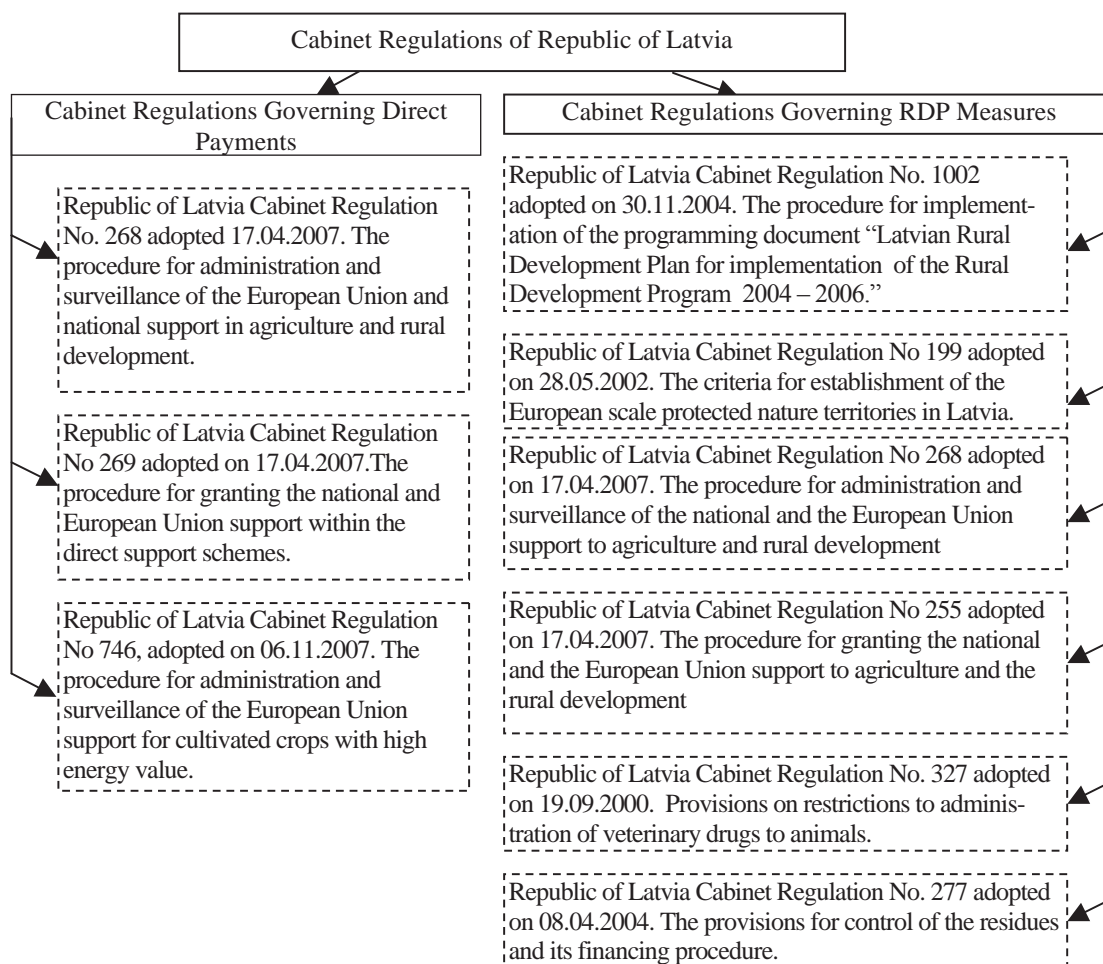 Cabinet Regulations of Republic of Latvia
Cabinet Regulations Governing Direct
Payments
Republic of Latvia Cabinet Regulation
No. 268 adopted 17.04.2007. The
procedure for administration and
surveillance of the European Union and
national support in agriculture and rural
development.
Republic of Latvia Cabinet Regulation
No 269 adopted on 17.04.2007.The
procedure for granting the national and
European Union support within the
direct support schemes.
Republic of Latvia Cabinet Regulation
No 746, adopted on 06.11.2007. The
procedure for administration and
surveillance of the European Union
support for cultivated crops with high
energy value.
Cabinet Regulations Governing RDP Measures
Republic of Latvia Cabinet Regulation No. 1002
adopted on 30.11.2004. The procedure for implement-
ation of the programming document “Latvian Rural
Development Plan for implementation of the Rural
Development Program 2004 – 2006.”
Republic of Latvia Cabinet Regulation No 199 adopted
on 28.05.2002. The criteria for establishment of the
European scale protected nature territories in Latvia.
Republic of Latvia Cabinet Regulation No 268 adopted
on 17.04.2007. The procedure for administration and
surveillance of the national and the European Union
support to agriculture and rural development
Republic of Latvia Cabinet Regulation No 255 adopted
on 17.04.2007. The procedure for granting the national
and the European Union support to agriculture and the
rural development
Republic of Latvia Cabinet Regulation No. 327 adopted
on 19.09.2000. Provisions on restrictions to adminis-
tration of veterinary drugs to animals.
Republic of Latvia Cabinet Regulation No. 277 adopted
on 08.04.2004. The provisions for control of the residues
and its financing procedure.